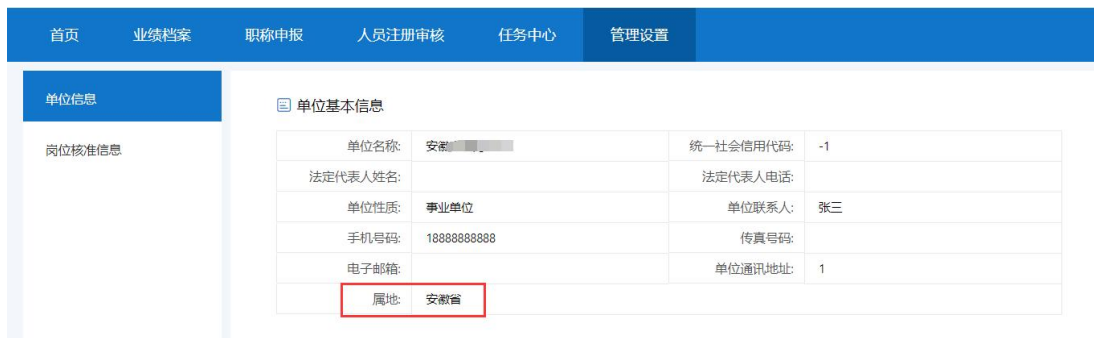 首页 业绩档案 职称申报 人员注册审核 任务中心 管理设置
单位信息
岗位核准信息
单位基本信息
单位名称: 安徽 统一社会信用代码: -1
法定代表人姓名: 法定代表人电话:
单位性质: 事业单位 单位联系人: 张三
手机号码: 18888888888 传真号码:
电子邮箱: 单位通讯地址: 1
属地: 安徽省